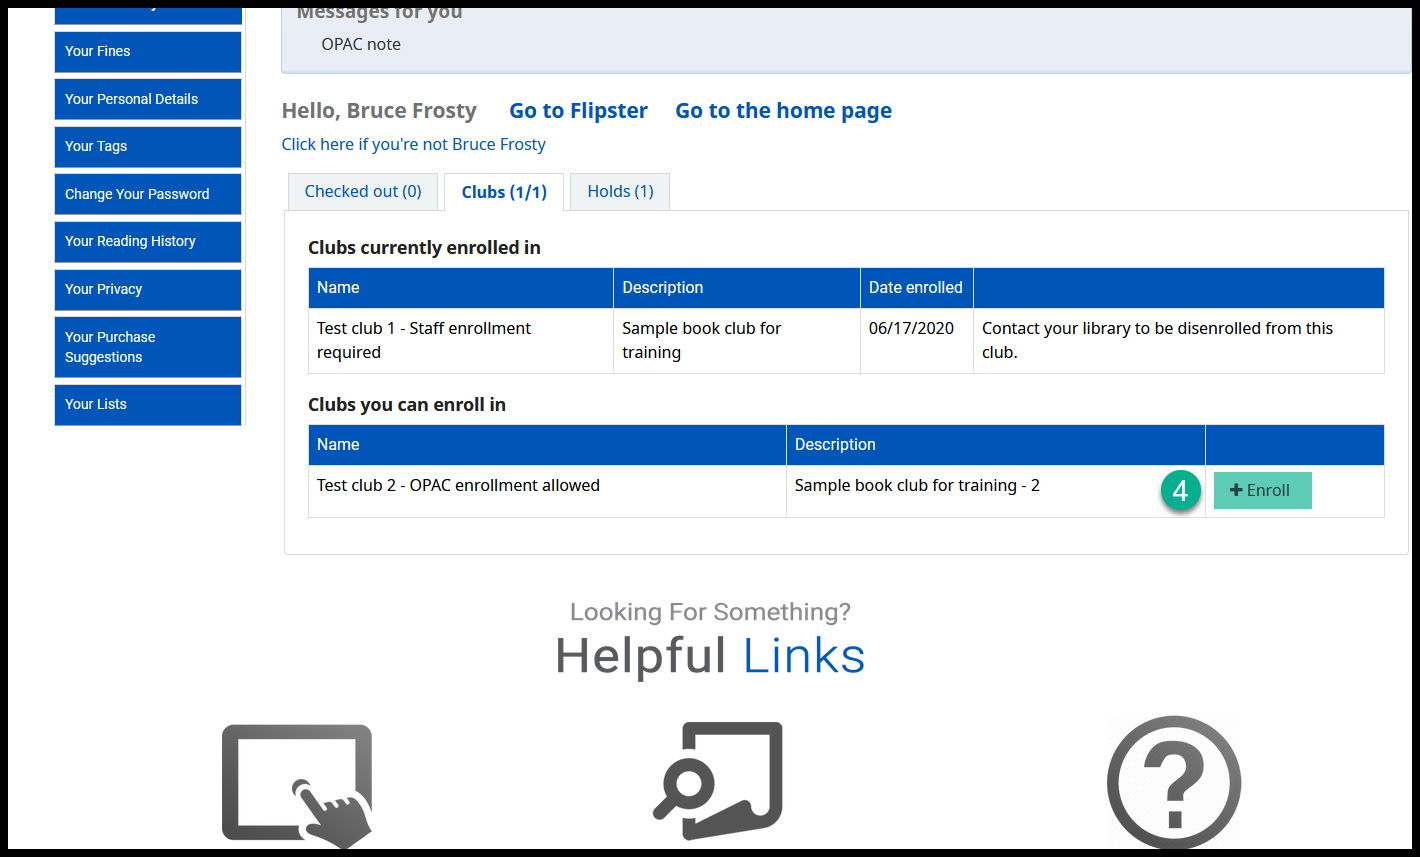 Messages for you
OPAC note
Your Fines
Your Personal Details
Your Tags
Change Your Password
Your Reading History
Your Privacy
Your Purchase
Suggestions
Your Lists
Hello, Bruce Frosty Go to Flipster Go to the home page
Click here if you're not Bruce Frosty
Checked out (0) Clubs (1/1) Holds (1)
Clubs currently enrolled in
Name Description Date enrolled
Test club 1 - Staff enrollment
required
Sample book club for
training
06/17/2020
Contact your library to be disenrolled from this
club.
Clubs you can enroll in
Name Description
Test club 2 - OPAC enrollment allowed Sample book club for training - 2 4 Enroll
Looking For Something?
Helpful Links